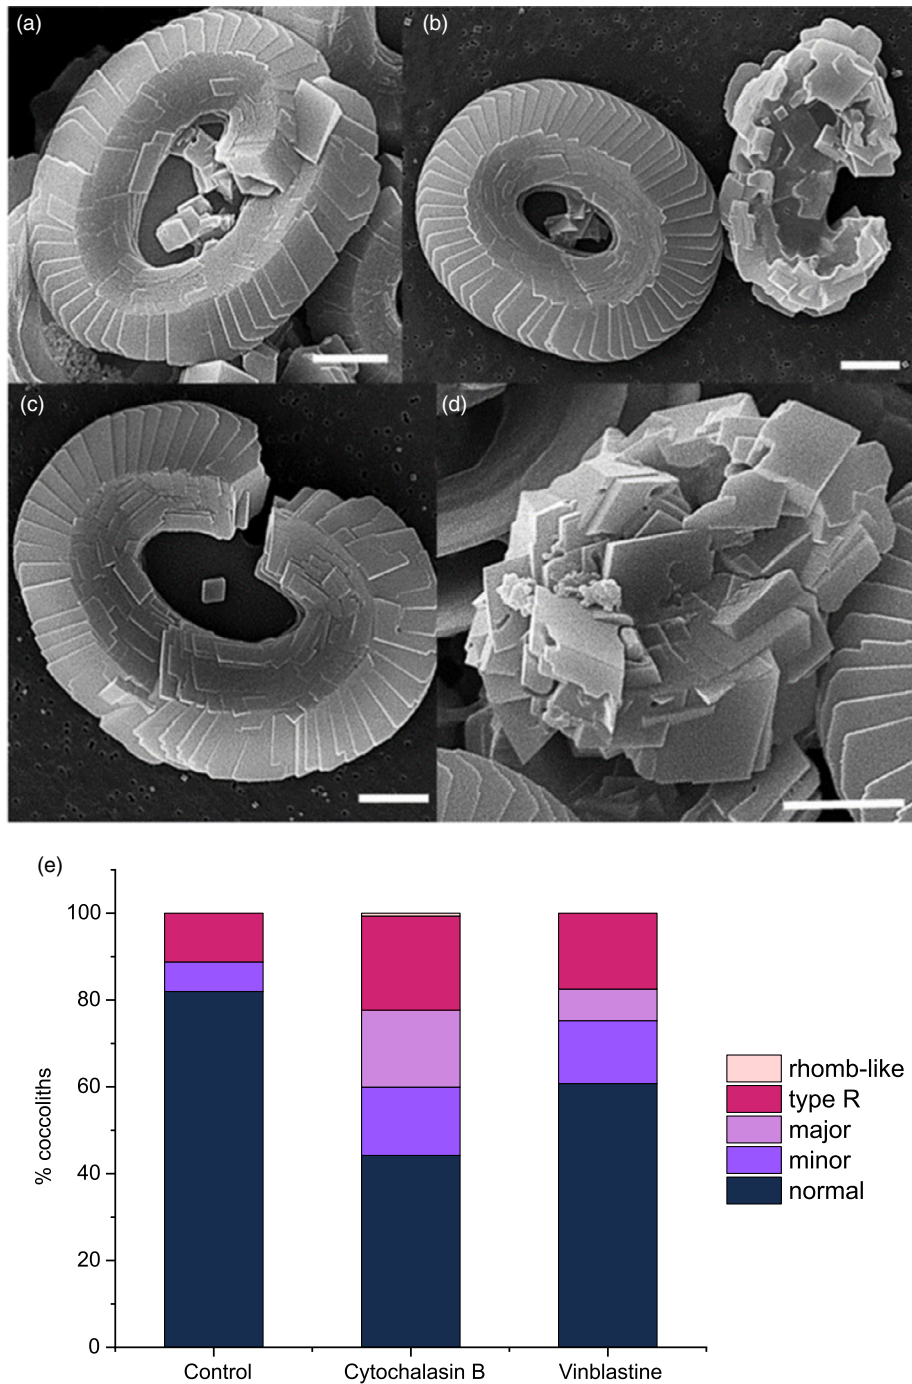 (a)
(b)
(c)
(d)
(e)
% coccoliths
100
80
60
40
20
0
Control
Cytochalasin B
Vinblastine
rhomb-like
type R
major
minor
normal